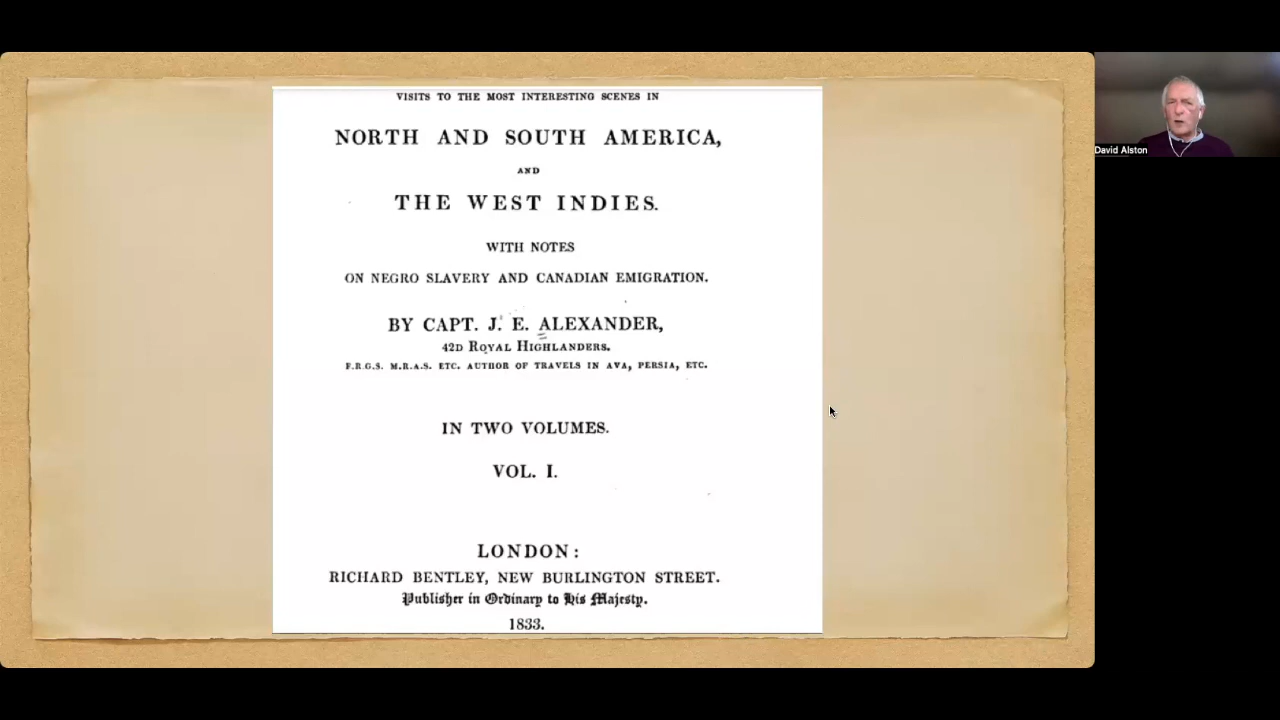 VISITS TO THE MOST INTERESTING SCENES IN
NORTH AND SOUTH AMERICA,
AND
THE WEST INDIES.
WITH NOTES
ON NEGRO SLAVERY AND CANADIAN EMIGRATION.
BY CAPT. J. E. ALEXANDER,
42D ROYAL HIGHLANDERS.
F.R.G.S. M.R.A.S. ETC. AUTHOR OF TRAVELS IN AVA, PERSIA, ETC.
IN TWO VOLUMES.
VOL. I.
LONDON:
RICHARD BENTLEY, NEW BURLINGTON STREET.
Publisher in Ordinary to His Majesty.
1833.
David Alston